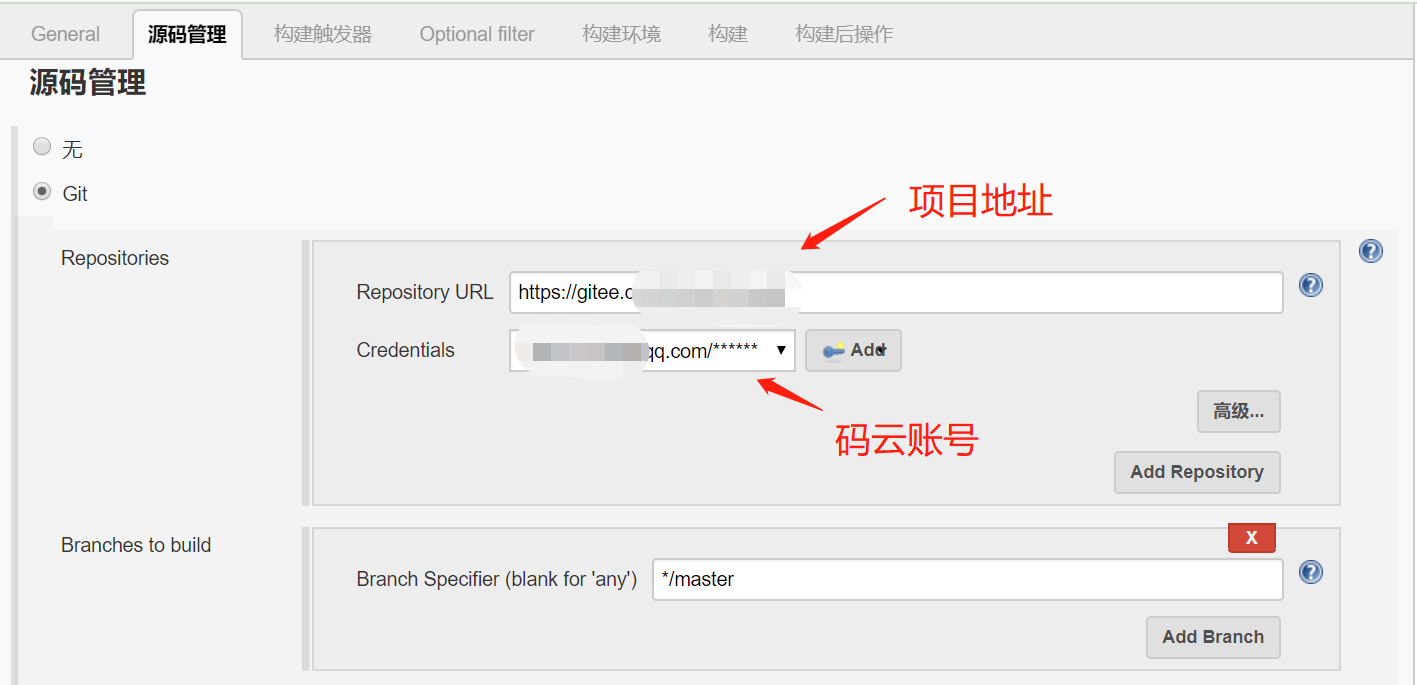 General 源码管理 构建触发器 Optional filter 构建环境 构建 构建后操作
源码管理
无
Git
项目地址
Repositories
Repository URL https://gitee.c
Credentials qq.com/****** Add
码云账号
高级...
Add Repository
Branches to build
X
Branch Specifier (blank for 'any') */master
Add Branch